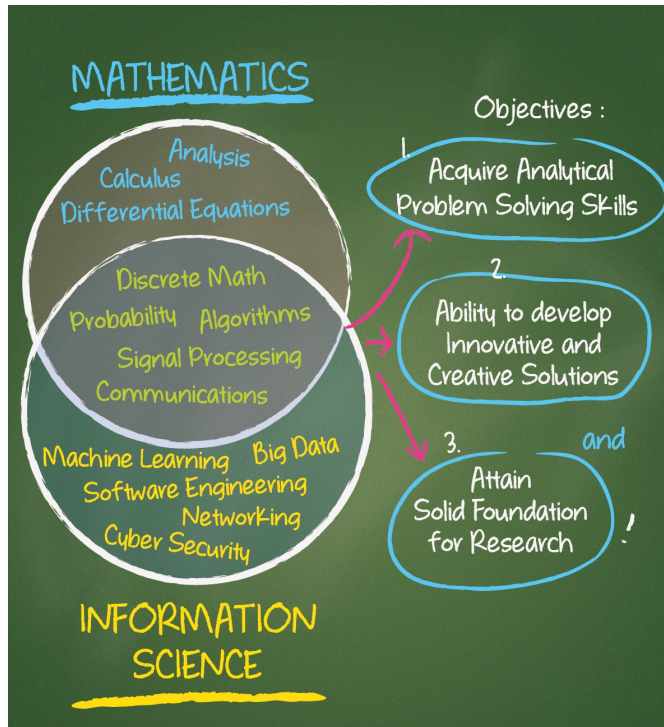 MATHEMATICS
Analysis
Calculus
Differential Equations
Discrete Math
Probability Algorithms
Signal Processing
Communications
Machine Learning Big Data
Software Engineering
Networking
Cyber Security
INFORMATION
SCIENCE
Objectives :
1.
Acquire Analytical
Problem Solving Skills
2.
Ability to develop
Innovative and
Creative Solutions
and
3.
Attain
Solid Foundation
for Research
!